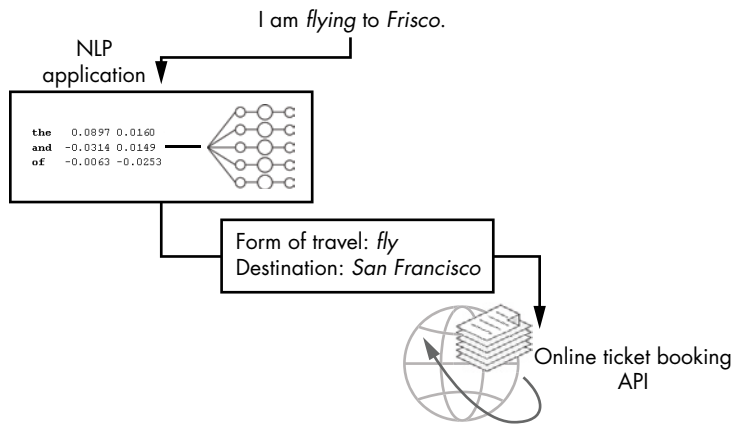 I am flying to Frisco.
NLP
application
the 0.0897 0.0160
and -0.0314 0.0149
of -0.0063 -0.0253
Form of travel: fly
Destination: San Francisco
Online ticket booking
API